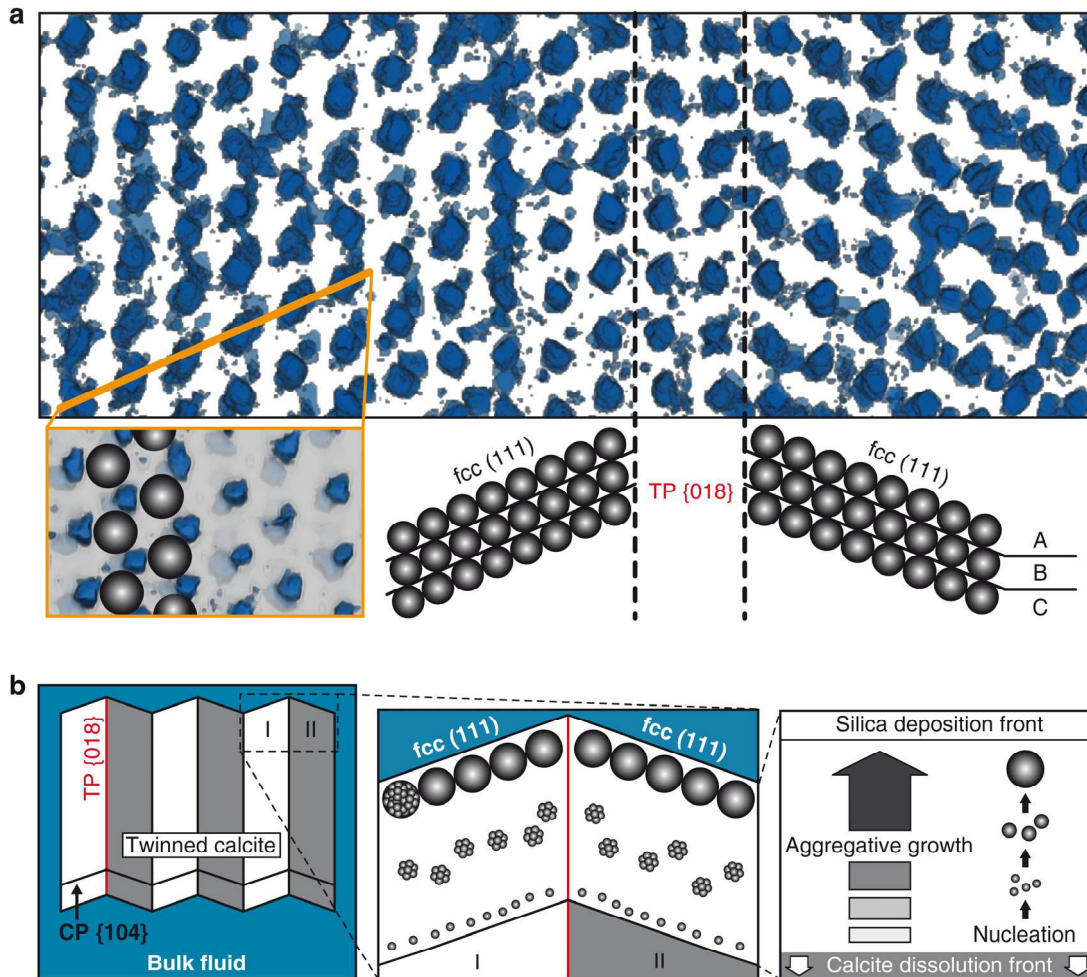 a
fcc (111)
TP {018}
fcc (111)
A
B
C
b
TP {018}
I
II
Twinned calcite
CP {104}
Bulk fluid
fcc (111)
fcc (111)
I
II
Silica deposition front
Aggregative growth
Nucleation
Calcite dissolution front